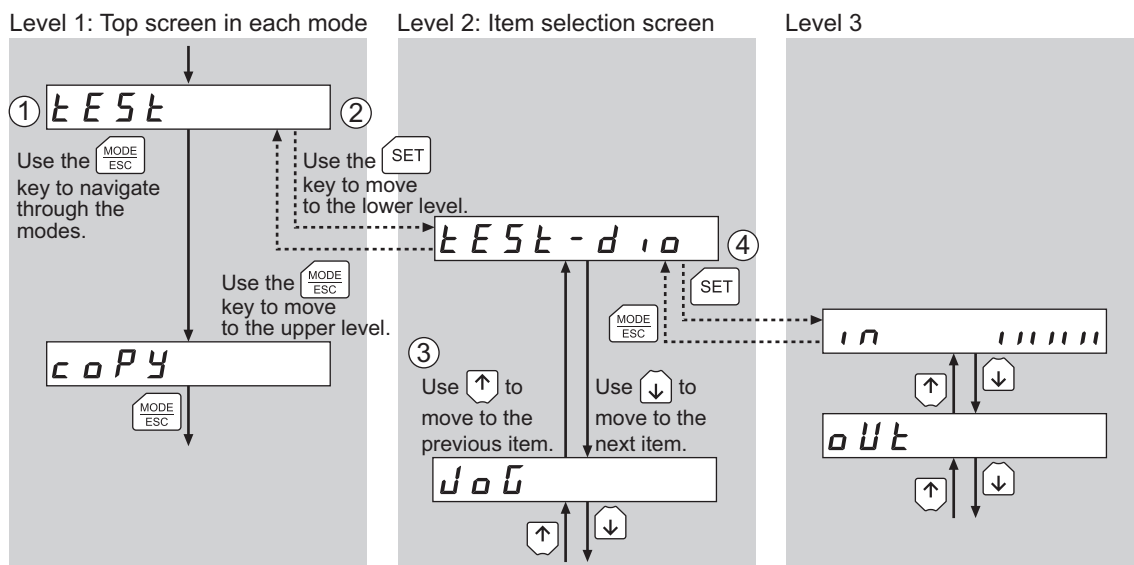 Level 1: Top screen in each mode
Level 2: Item selection screen
Level 3
1
tESt
2
Use the MODE
ESC
key to navigate
through the
modes.
Use the SET
key to move
to the lower level.
tESt-dio
4
SET
Use the MODE
ESC
key to move
to the upper level.
MODE
ESC
in ıııııı
coPY
3
Use ↑ to
move to the
previous item.
Use ↓ to
move to the
next item.
↑
↓
oUt
MODE
ESC
JoG
↑
↓
↑
↓